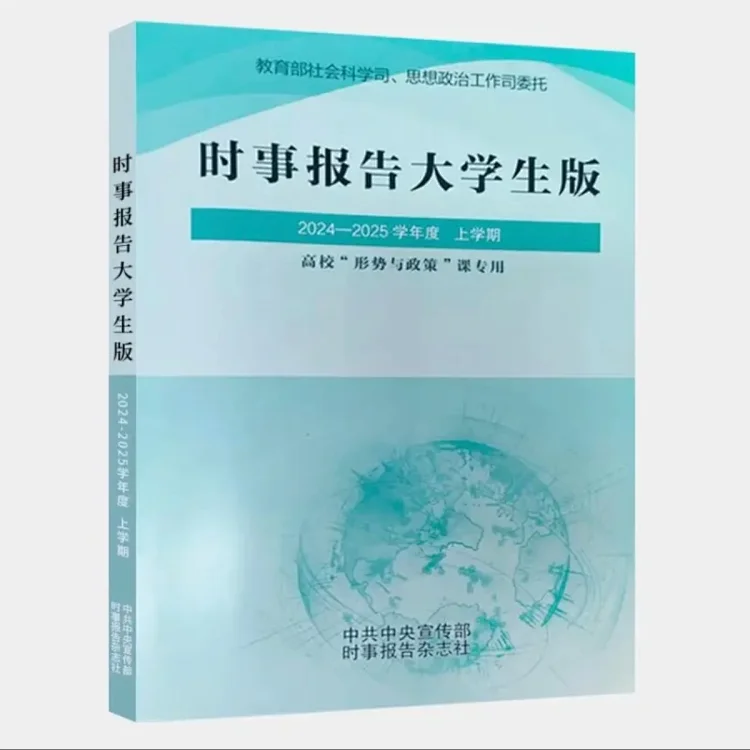 教育部社会科学司、思想政治工作司委托
时事报告大学生版
2024—2025 学年度 上学期
高校“形势与政策”课专用
中共中央宣传部
时事报告杂志社
时事报告大学生版
2024-2025学年度 上学期
中共中央宣传部
时事报告杂志社